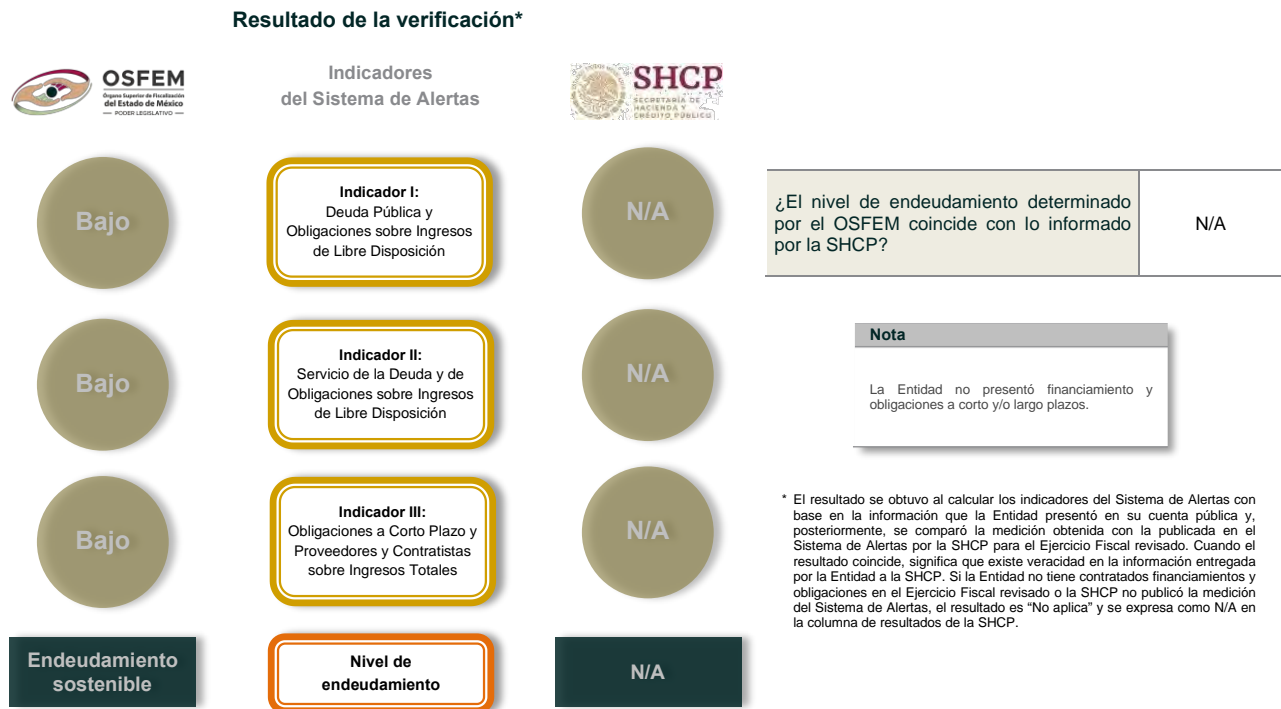 Resultado de la verificación*
OSFEM
Órgano Superior de Fiscalización
del Estado de México
PODER LEGISLATIVO
Indicadores
del Sistema de Alertas
SHCP
SECRETARÍA DE
HACIENDA Y
CRÉDITO PÚBLICO
Bajo
Indicador I:
Deuda Pública y
Obligaciones sobre Ingresos
de Libre Disposición
N/A
¿El nivel de endeudamiento determinado
por el OSFEM coincide con lo informado
por la SHCP?
N/A
Bajo
Indicador II:
Servicio de la Deuda y de
Obligaciones sobre Ingresos
de Libre Disposición
N/A
Nota
La Entidad no presentó financiamiento y
obligaciones a corto y/o largo plazos.
Bajo
Indicador III:
Obligaciones a Corto Plazo y
Proveedores y Contratistas
sobre Ingresos Totales
N/A
* El resultado se obtuvo al calcular los indicadores del Sistema de Alertas con
base en la información que la Entidad presentó en su cuenta pública y,
posteriormente, se comparó la medición obtenida con la publicada en el
Sistema de Alertas por la SHCP para el Ejercicio Fiscal revisado. Cuando el
resultado coincide, significa que existe veracidad en la información entregada
por la Entidad a la SHCP. Si la Entidad no tiene contratados financiamientos y
obligaciones en el Ejercicio Fiscal revisado o la SHCP no publicó la medición
del Sistema de Alertas, el resultado es “No aplica” y se expresa como N/A en
la columna de resultados de la SHCP.
Endeudamiento
sostenible
Nivel de
endeudamiento
N/A